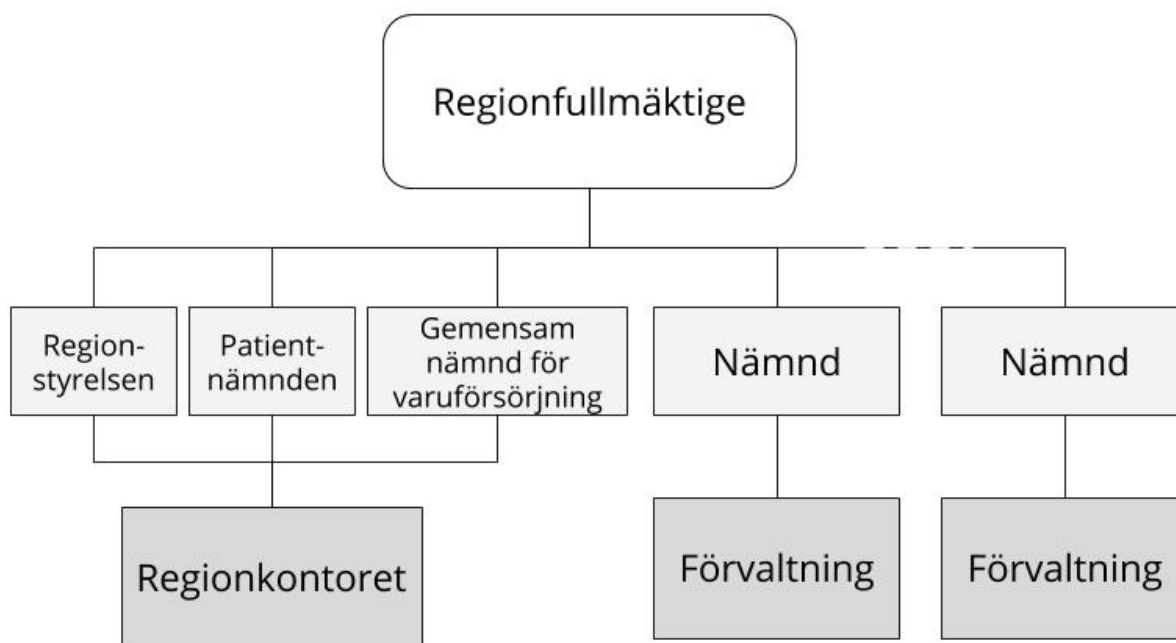 Regionfullmäktige
Region-
styrelsen
Patient-
nämnden
Gemensam
nämnd för
varuförsörjning
Nämnd
Nämnd
Regionkontoret
Förvaltning
Förvaltning